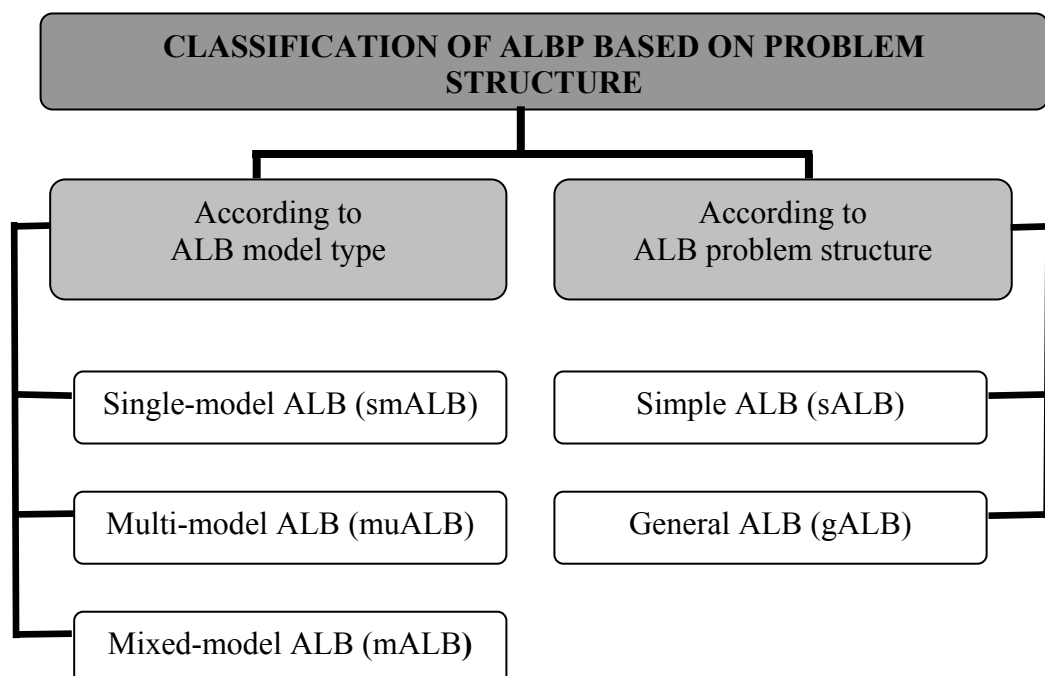 CLASSIFICATION OF ALBP BASED ON PROBLEM
STRUCTURE
According to
ALB model type
According to
ALB problem structure
Single-model ALB (smALB)
Simple ALB (sALB)
Multi-model ALB (muALB)
General ALB (gALB)
Mixed-model ALB (mALB)